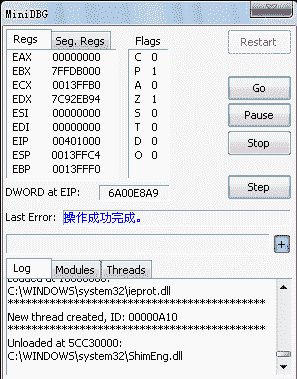 MiniDBG
Regs Seg. Regs Flags
EAX 00000000 C 0
EBX 7FFDB000 P 1
ECX 0013FFB0 A 0
EDX 7C92EB94 Z 1
ESI 00000000 S 0
EDI 00000000 T 0
EIP 00401000 D 0
ESP 0013FFC4 O 0
EBP 0013FFF0
Restart
Go
Pause
Stop
Step
DWORD at EIP: 6A00E8A9
Last Error: 操作成功完成。
+
Log Modules Threads
Loaded at 10000000:
C:\WINDOWS\system32\ieprot.dll
******************************************
New thread created, ID: 00000A10
******************************************
Unloaded at 5CC30000:
C:\WINDOWS\system32\ShimEng.dll